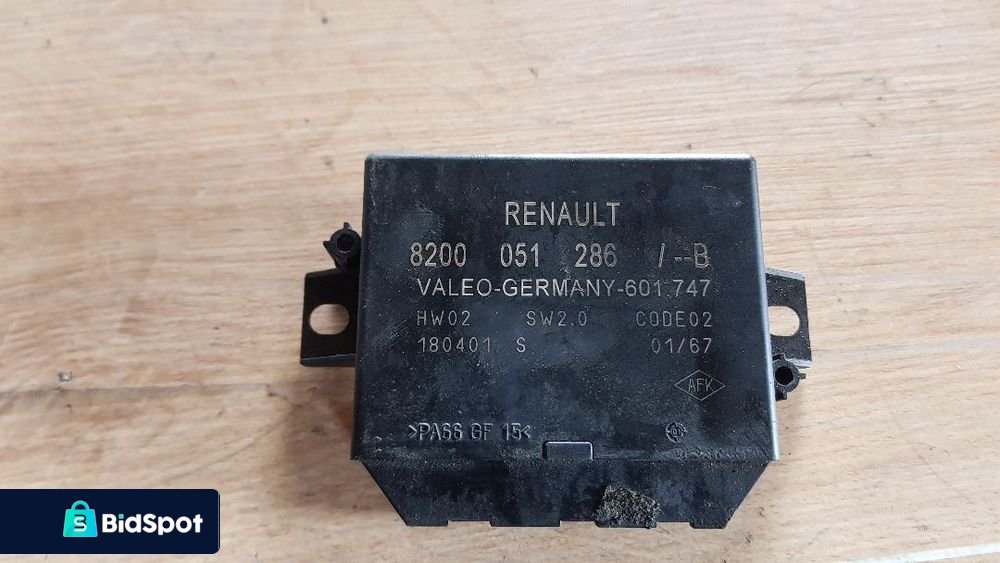 RENAULT
8200 051 286 /--B
VALEO-GERMANY-601.747
HW02 SW2.0 CODE02
180401 S 01/67
AFK
>PA66 GF 15<
BidSpot